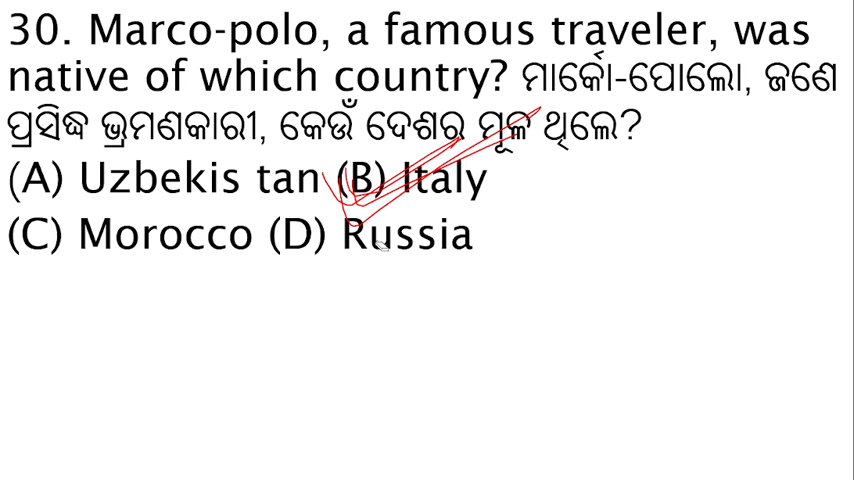 30. Marco-polo, a famous traveler, was
native of which country? ମାର୍କୋ-ପୋଲୋ, ଜଣେ
ପ୍ରସିଦ୍ଧ ଭ୍ରମଣକାରୀ, କେଉଁ ଦେଶର ମୂଳ ଥିଲେ?
(A) Uzbekis tan (B) Italy
(C) Morocco (D) Russia